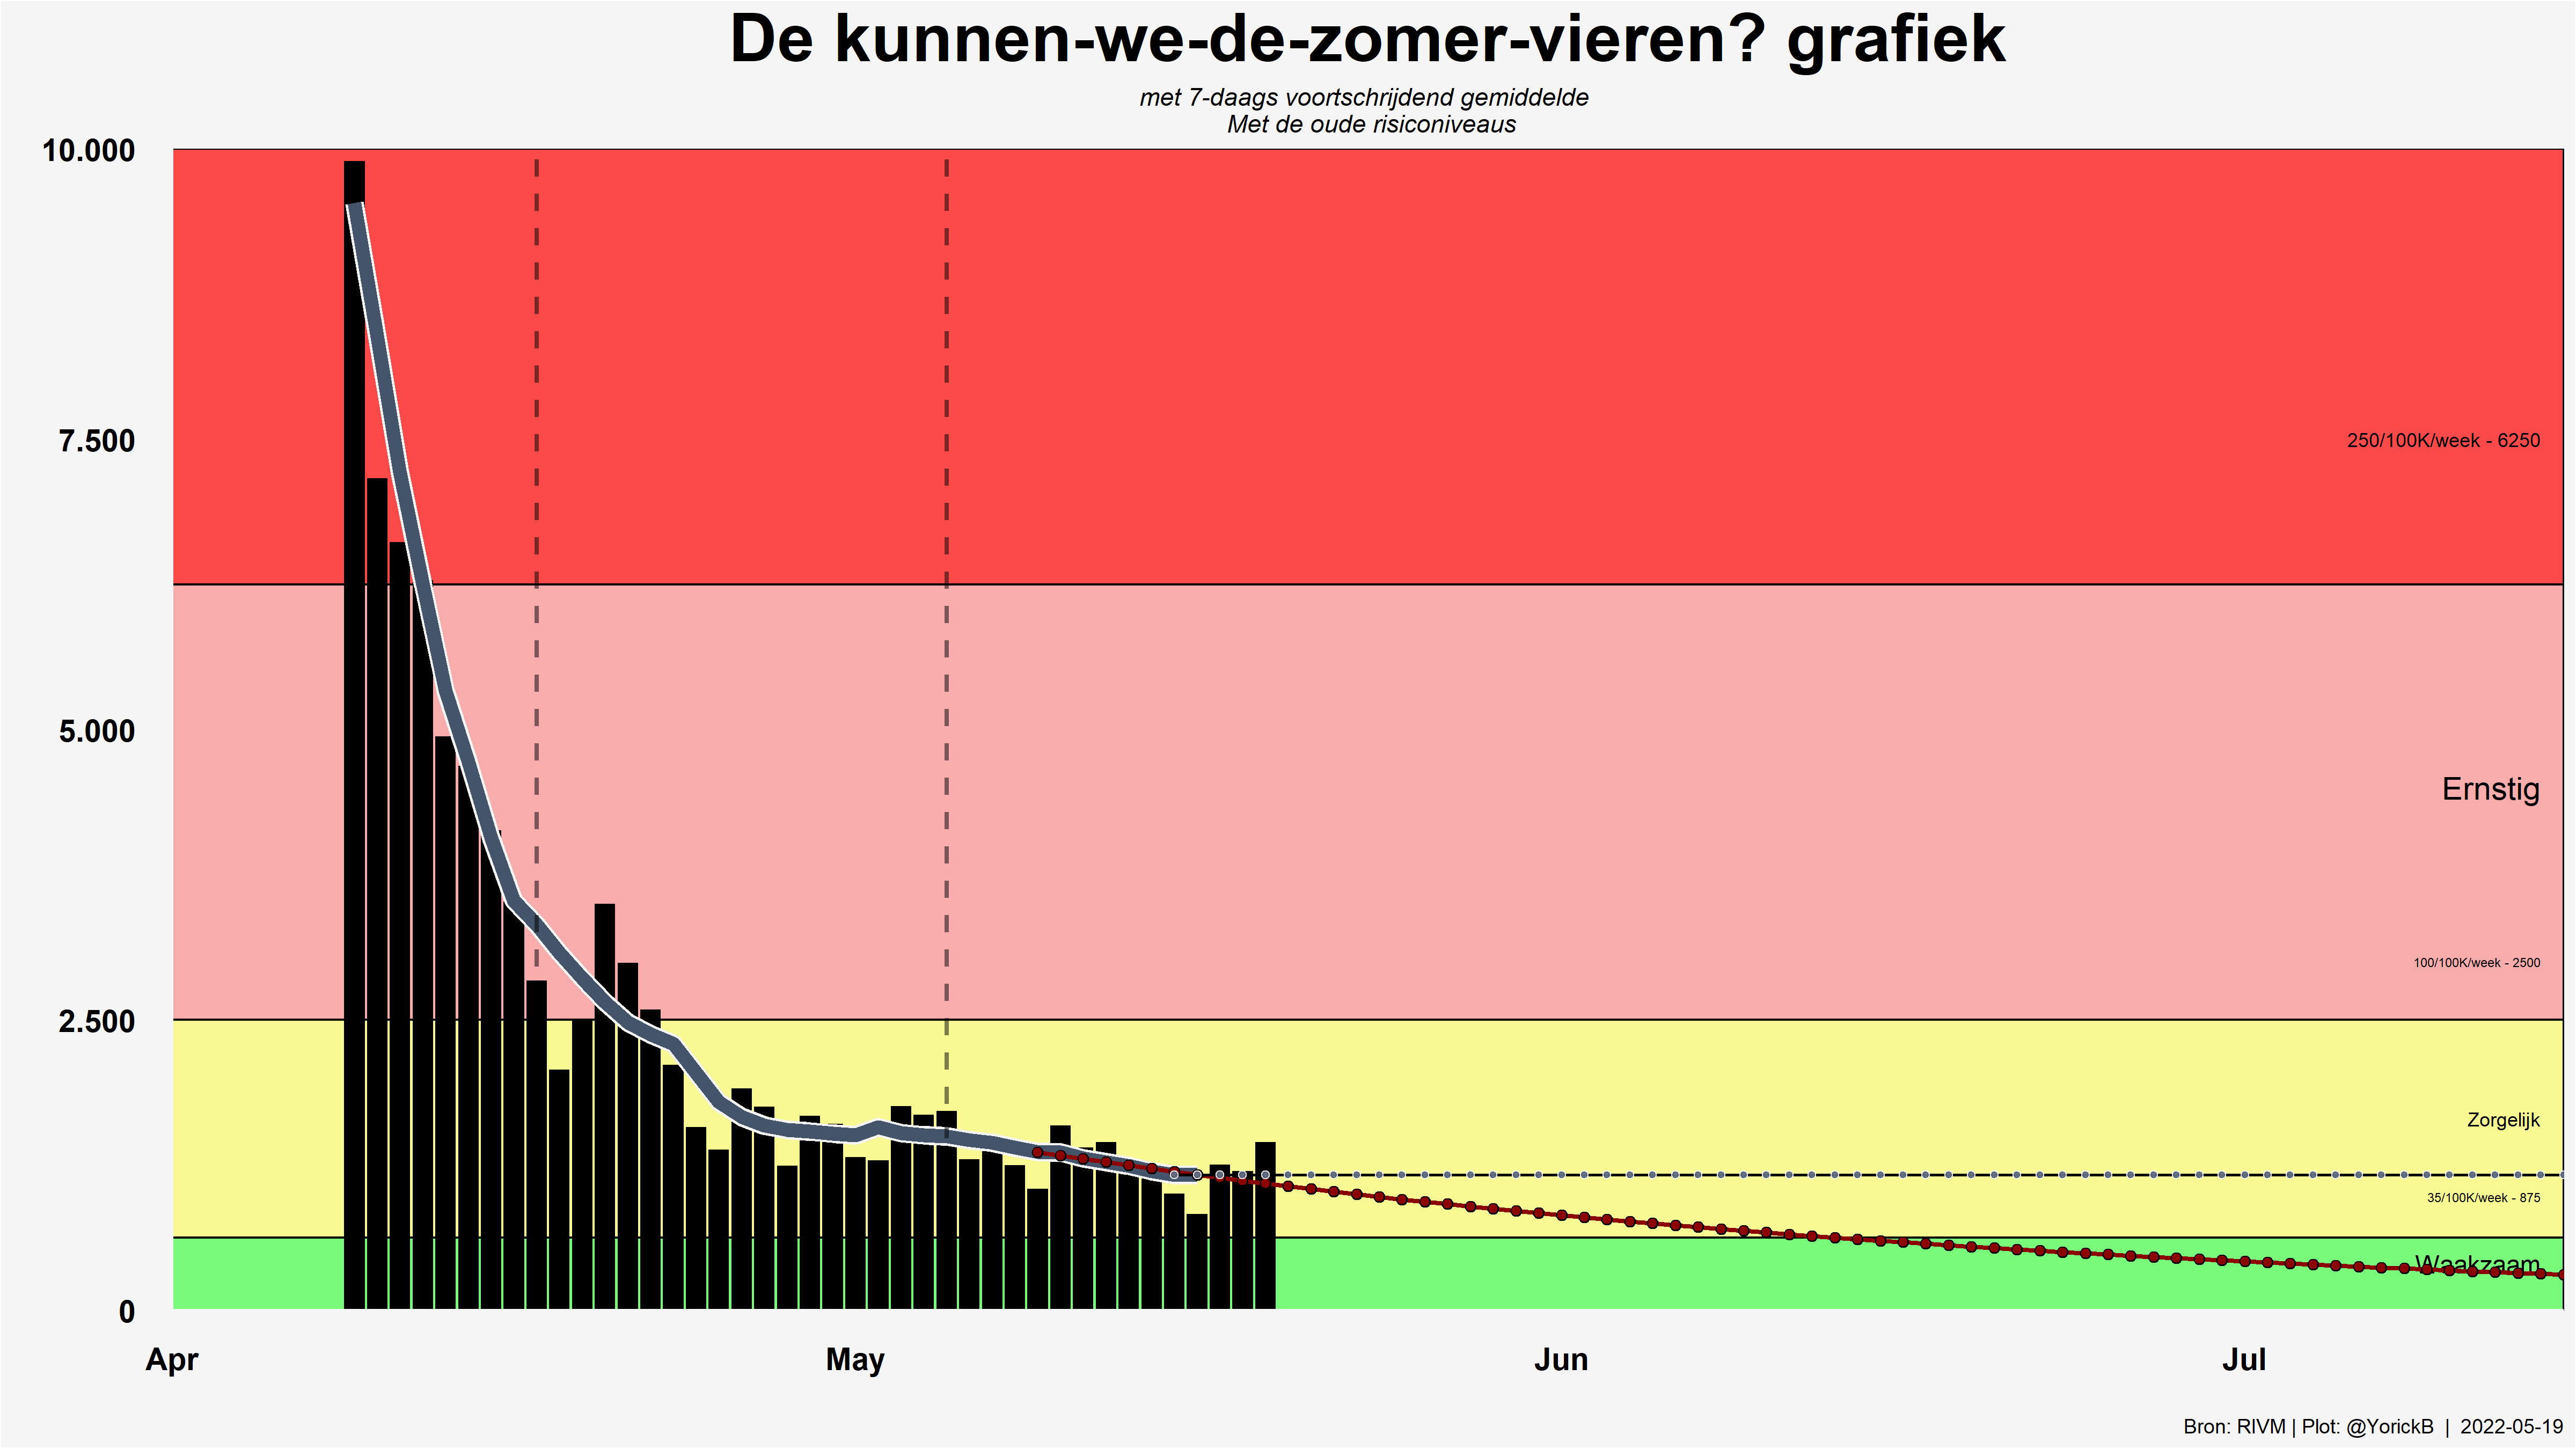 De kunnen-we-de-zomer-vieren? grafiek
met 7-daags voortschrijdend gemiddelde
Met de oude risiconiveaus
10.000
7.500
250/100K/week - 6250
5.000
Ernstig
100/100K/week - 2500
2.500
Zorgelijk
35/100K/week - 875
Waakzaam
0
Apr May Jun Jul
Bron: RIVM | Plot: @YorickB | 2022-05-19